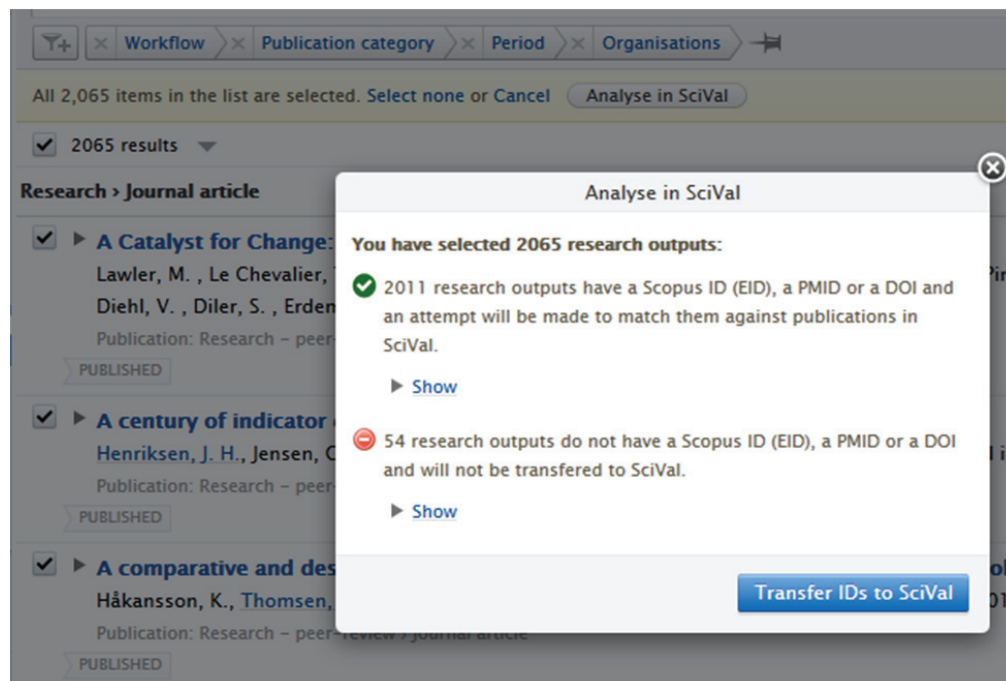 Workflow Publication category Period Organisations
All 2,065 items in the list are selected. Select none or Cancel Analyse in SciVal
2065 results
Research › Journal article
Analyse in SciVal
A Catalyst for Change:
Lawler, M. , Le Chevalier,
Diehl, V. , Diler, S. , Erden
Publication: Research – peer-
PUBLISHED
You have selected 2065 research outputs:
2011 research outputs have a Scopus ID (EID), a PMID or a DOI and
an attempt will be made to match them against publications in
SciVal.
Show
A century of indicator
Henriksen, J. H., Jensen, C
Publication: Research – peer-
PUBLISHED
54 research outputs do not have a Scopus ID (EID), a PMID or a DOI
and will not be transfered to SciVal.
Show
A comparative and des
Håkansson, K., Thomsen,
Publication: Research – peer-review › Journal article
PUBLISHED
Transfer IDs to SciVal